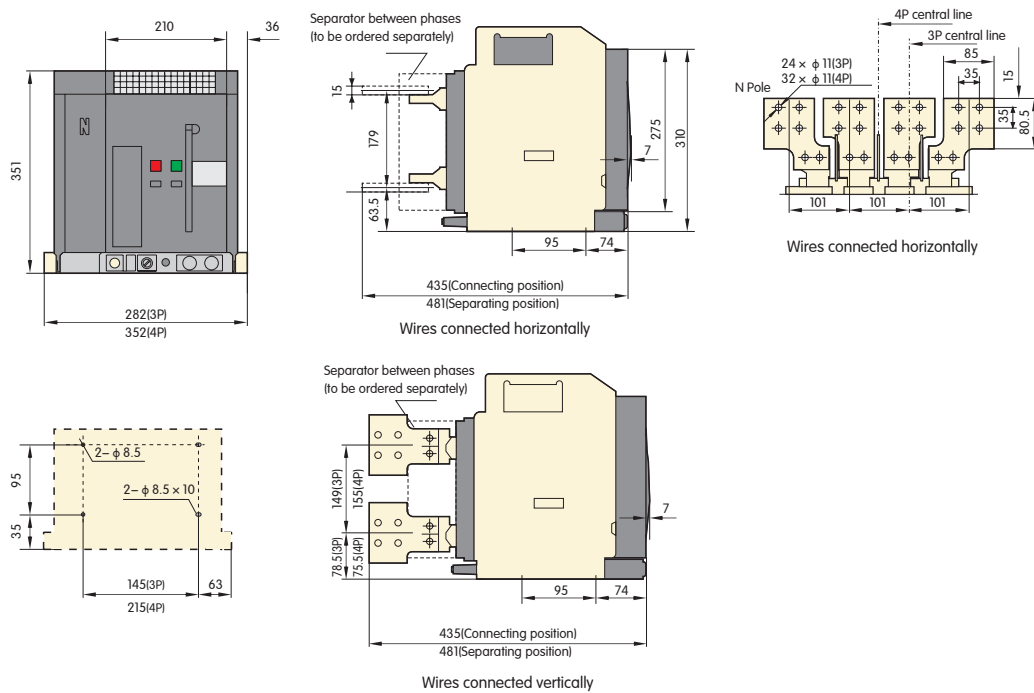 210
36
351
282(3P)
352(4P)
Separator between phases
(to be ordered separately)
15
179
63.5
275
310
7
95
74
435(Connecting position)
481(Separating position)
Wires connected horizontally
4P central line
3P central line
85
35
15
24 × φ 11(3P)
32 × φ 11(4P)
N Pole
35
80.5
101
101
101
Wires connected horizontally
2– φ 8.5
2– φ 8.5 × 10
95
35
145(3P)
215(4P)
63
Separator between phases
(to be ordered separately)
149(3P)
155(4P)
78.5(3P)
75.5(4P)
7
95
74
435(Connecting position)
481(Separating position)
Wires connected vertically